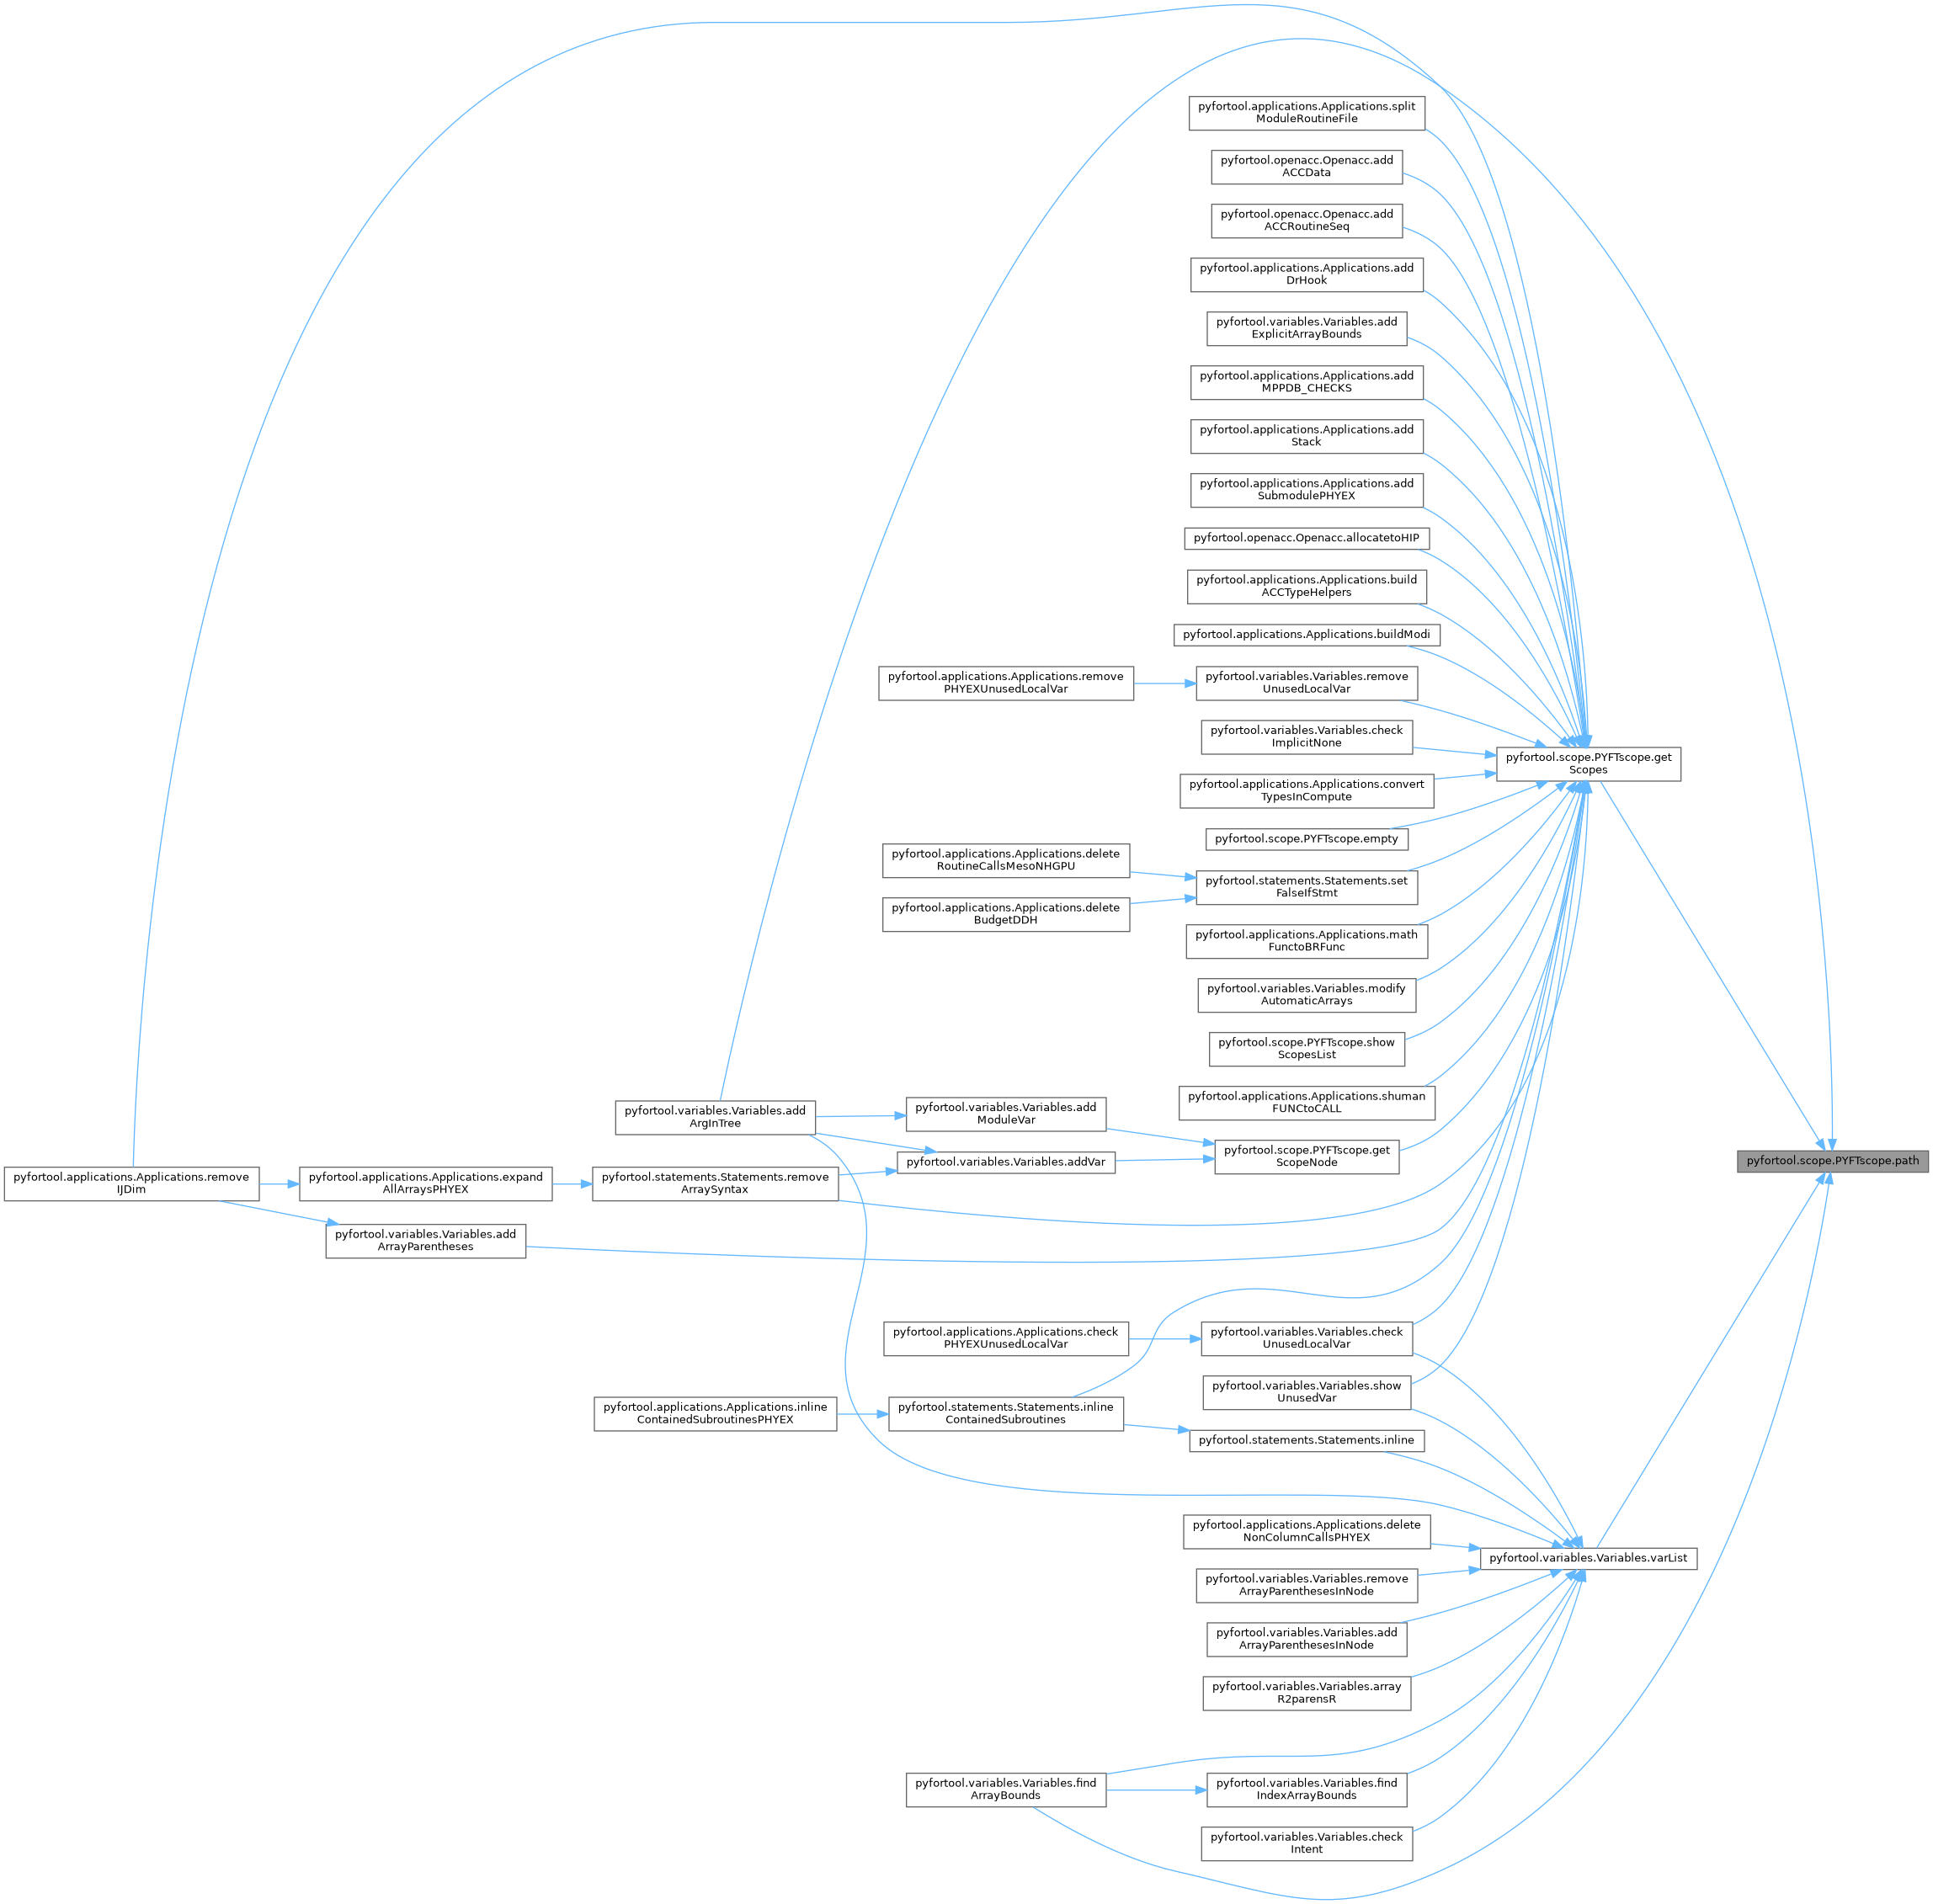 pyfortool.applications.Applications.split
ModuleRoutineFile
pyfortool.openacc.Openacc.add
ACCData
pyfortool.openacc.Openacc.add
ACCRoutineSeq
pyfortool.applications.Applications.add
DrHook
pyfortool.variables.Variables.add
ExplicitArrayBounds
pyfortool.applications.Applications.add
MPPDB_CHECKS
pyfortool.applications.Applications.add
Stack
pyfortool.applications.Applications.add
SubmodulePHYEX
pyfortool.openacc.Openacc.allocatetoHIP
pyfortool.applications.Applications.build
ACCTypeHelpers
pyfortool.applications.Applications.buildModi
pyfortool.applications.Applications.remove
PHYEXUnusedLocalVar
pyfortool.variables.Variables.remove
UnusedLocalVar
pyfortool.variables.Variables.check
ImplicitNone
pyfortool.scope.PYFTscope.get
Scopes
pyfortool.applications.Applications.convert
TypesInCompute
pyfortool.scope.PYFTscope.empty
pyfortool.applications.Applications.delete
RoutineCallsMesoNHGPU
pyfortool.statements.Statements.set
FalseIfStmt
pyfortool.applications.Applications.delete
BudgetDDH
pyfortool.applications.Applications.math
FunctoBRFunc
pyfortool.variables.Variables.modify
AutomaticArrays
pyfortool.scope.PYFTscope.show
ScopesList
pyfortool.applications.Applications.shuman
FUNCtoCALL
pyfortool.variables.Variables.add
ArgInTree
pyfortool.variables.Variables.add
ModuleVar
pyfortool.scope.PYFTscope.get
ScopeNode
pyfortool.variables.Variables.addVar
pyfortool.scope.PYFTscope.path
pyfortool.applications.Applications.remove
IJDim
pyfortool.applications.Applications.expand
AllArraysPHYEX
pyfortool.statements.Statements.remove
ArraySyntax
pyfortool.variables.Variables.add
ArrayParentheses
pyfortool.applications.Applications.check
PHYEXUnusedLocalVar
pyfortool.variables.Variables.check
UnusedLocalVar
pyfortool.variables.Variables.show
UnusedVar
pyfortool.applications.Applications.inline
ContainedSubroutinesPHYEX
pyfortool.statements.Statements.inline
ContainedSubroutines
pyfortool.statements.Statements.inline
pyfortool.applications.Applications.delete
NonColumnCallsPHYEX
pyfortool.variables.Variables.varList
pyfortool.variables.Variables.remove
ArrayParenthesesInNode
pyfortool.variables.Variables.add
ArrayParenthesesInNode
pyfortool.variables.Variables.array
R2parensR
pyfortool.variables.Variables.find
ArrayBounds
pyfortool.variables.Variables.find
IndexArrayBounds
pyfortool.variables.Variables.check
Intent